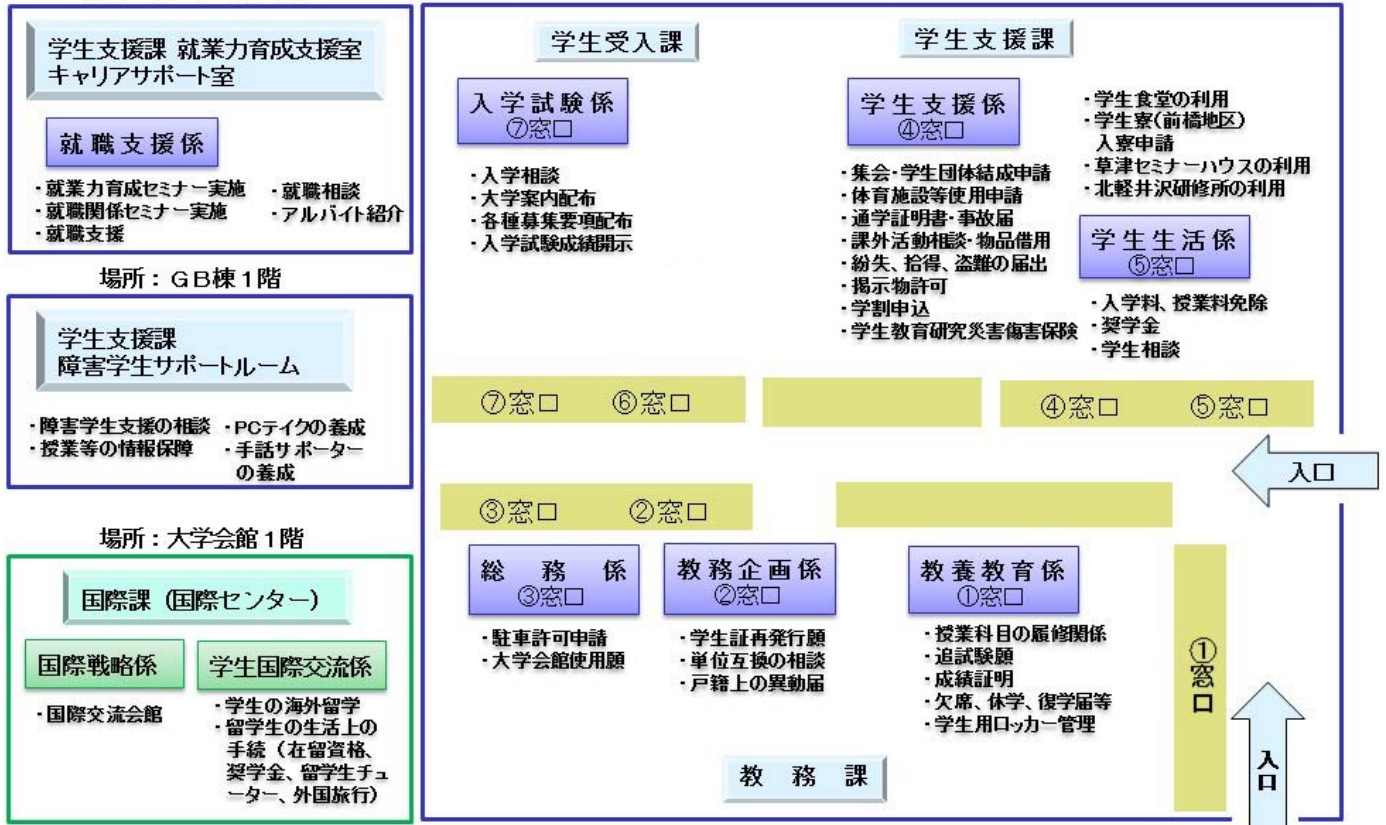 学生支援課 就業力育成支援室
キャリアサポート室
就職支援係
・就業力育成セミナー実施
・就職関係セミナー実施
・就職支援
・就職相談
・アルバイト紹介
場所：GB棟1階
学生支援課
障害学生サポートルーム
・障害学生支援の相談
・授業等の情報保障
・PCテイクの養成
・手話サポーター
の養成
場所：大学会館1階
国際課（国際センター）
国際戦略係
・国際交流会館
学生国際交流係
・学生の海外留学
・留学生の生活上の
手続（在留資格、
奨学金、留学生チュ
ーター、外国旅行）
学生受入課
入学試験係
⑦窓口
・入学相談
・大学案内配布
・各種募集要項配布
・入学試験成績開示
学生支援課
学生支援係
④窓口
・集会・学生団体結成申請
・体育施設等使用申請
・通学証明書・事故届
・課外活動相談・物品借用
・紛失、拾得、盗難の届出
・掲示物許可
・学割申込
・学生教育研究災害傷害保険
・学生食堂の利用
・学生寮（前橋地区）
入寮申請
・草津セミナーハウスの利用
・北軽井沢研修所の利用
学生生活係
⑤窓口
・入学料、授業料免除
・奨学金
・学生相談
⑦窓口 ⑥窓口
④窓口 ⑤窓口
入口
③窓口 ②窓口
総務係
③窓口
・駐車許可申請
・大学会館使用願
教務企画係
②窓口
・学生証再発行願
・単位互換の相談
・戸籍上の異動届
教養教育係
①窓口
・授業科目の履修関係
・追試験願
・成績証明
・欠席、休学、復学届等
・学生用ロッカー管理
①窓口
入口
教務課